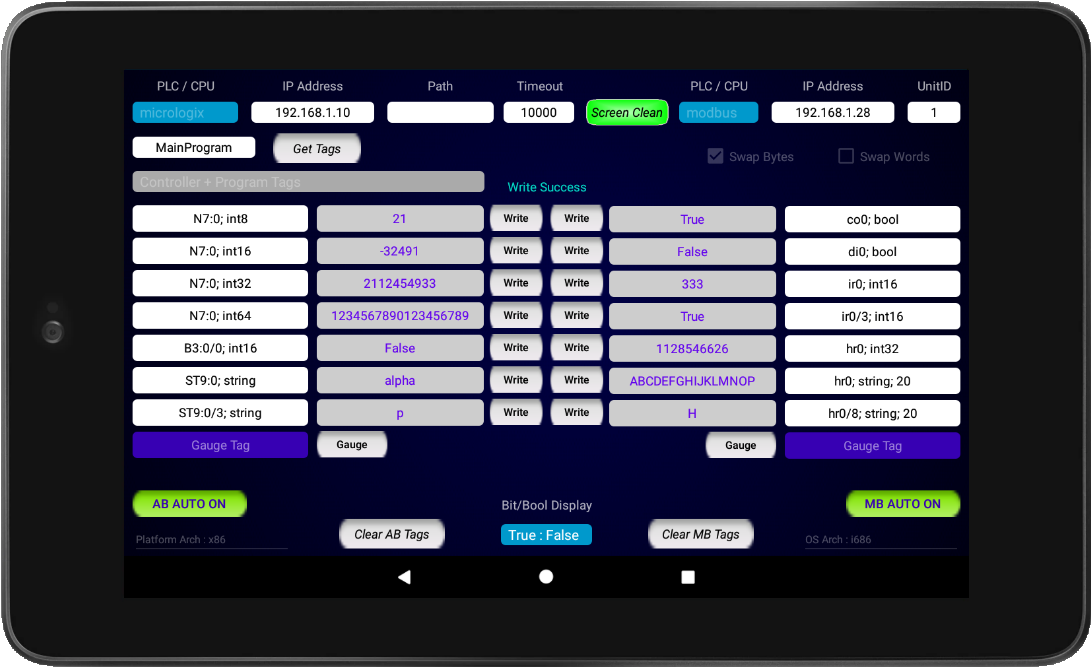 PLC / CPU IP Address Path Timeout PLC / CPU IP Address UnitID
micrologix 192.168.1.10 10000 Screen Clean modbus 192.168.1.28 1
MainProgram Get Tags Swap Bytes Swap Words
Controller + Program Tags Write Success
N7:0; int8 21 Write Write True co0; bool
N7:0; int16 -32491 Write Write False di0; bool
N7:0; int32 2112454933 Write Write 333 ir0; int16
N7:0; int64 1234567890123456789 Write Write True ir0/3; int16
B3:0/0; int16 False Write Write 1128546626 hr0; int32
ST9:0; string alpha Write Write ABCDEFGHIJKLMNOP hr0; string; 20
ST9:0/3; string p Write Write H hr0/8; string; 20
Gauge Tag Gauge Gauge Gauge Tag
AB AUTO ON Bit/Bool Display MB AUTO ON
Platform Arch : x86 Clear AB Tags True : False Clear MB Tags OS Arch : i686